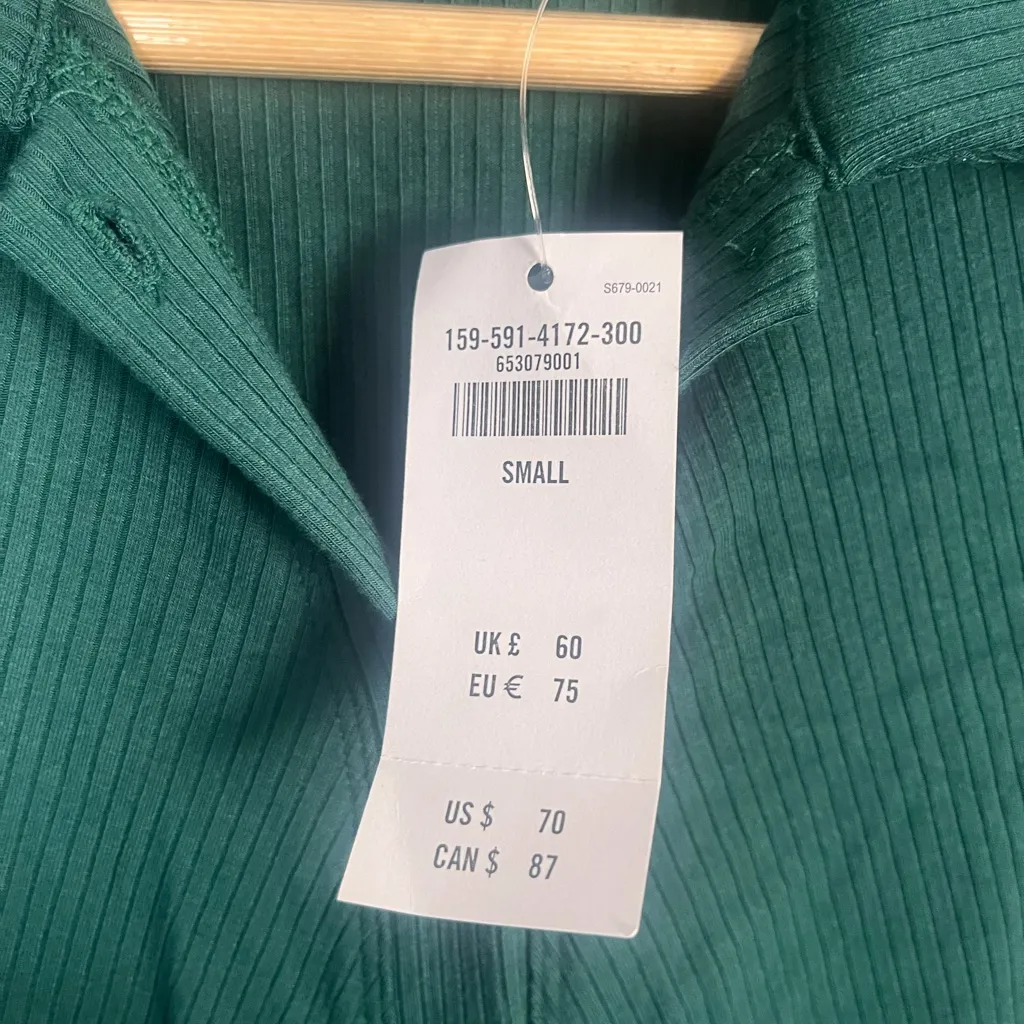 S679-0021
159-591-4172-300
653079001
SMALL
UK £ 60
EU € 75
US $ 70
CAN $ 87